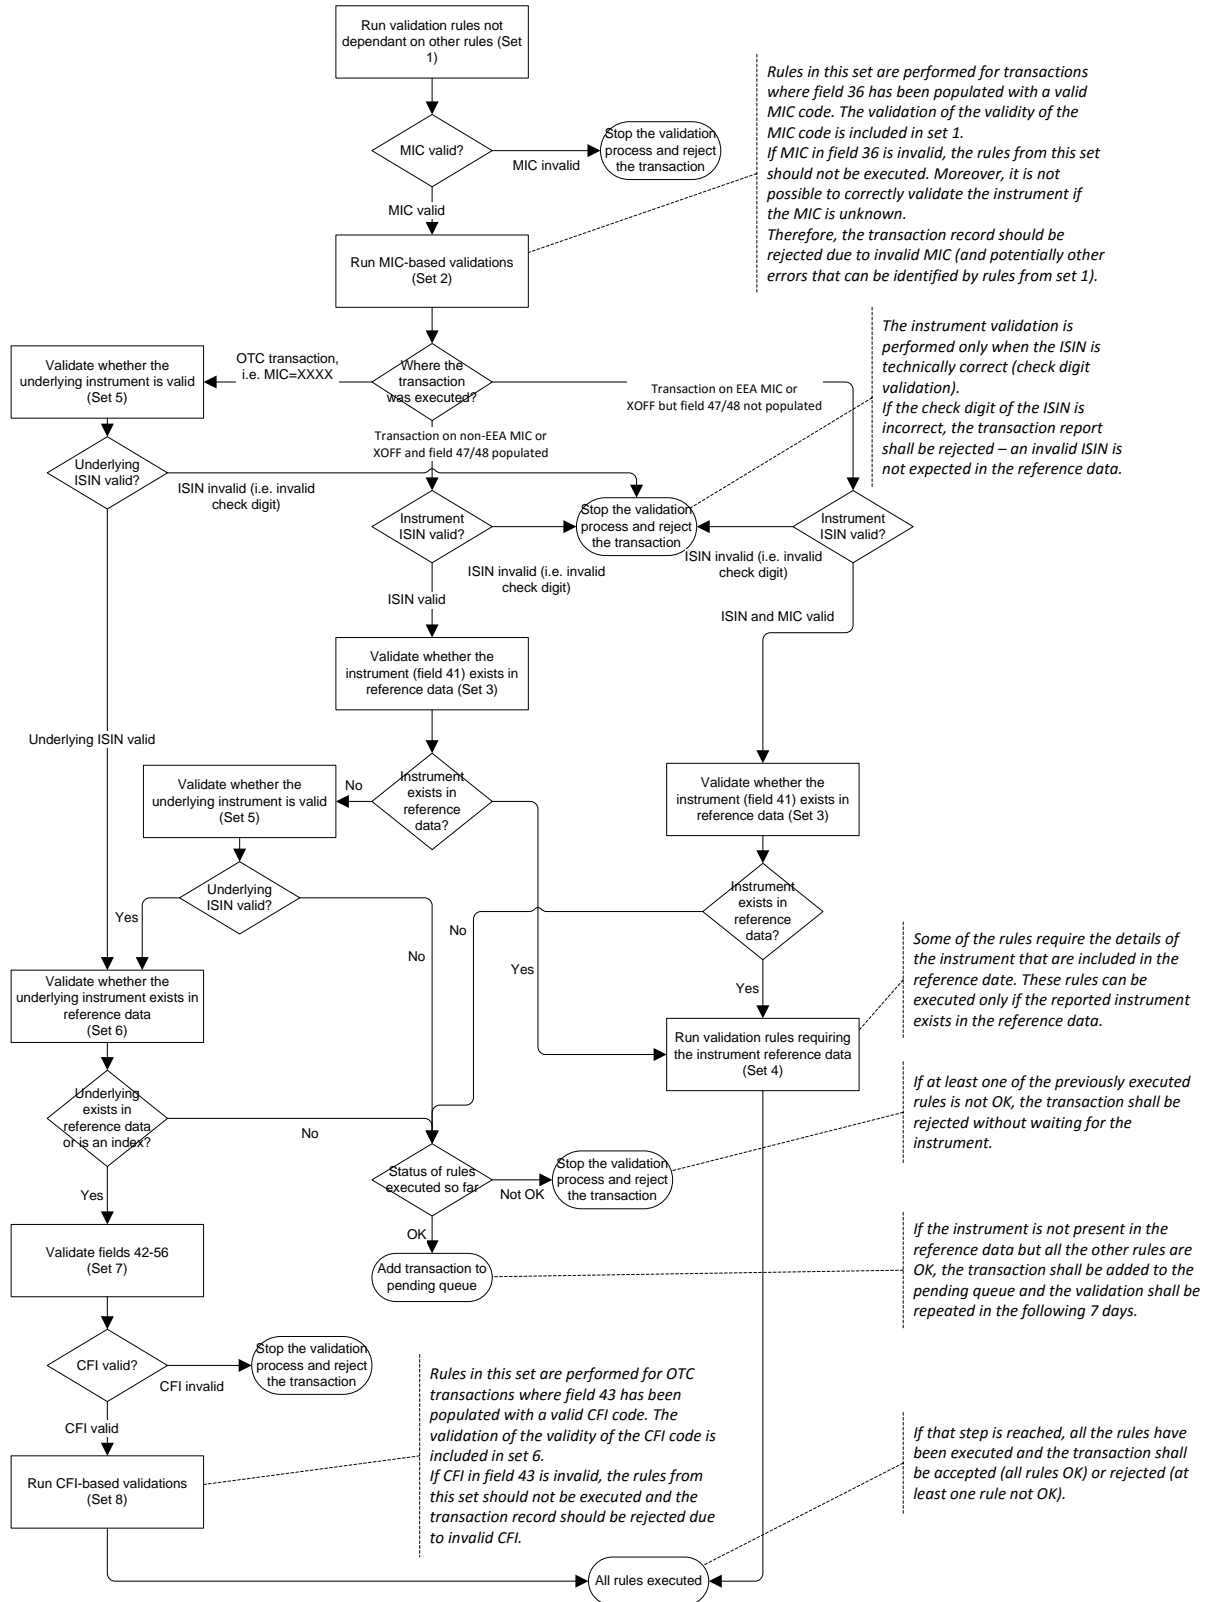 Run validation rules not
dependant on other rules (Set
1)
Rules in this set are performed for transactions
where field 36 has been populated with a valid
MIC code. The validation of the validity of the
MIC code is included in set 1.
If MIC in field 36 is invalid, the rules from this set
should not be executed. Moreover, it is not
possible to correctly validate the instrument if
the MIC is unknown.
Therefore, the transaction record should be
rejected due to invalid MIC (and potentially other
errors that can be identified by rules from set 1).
MIC valid?
MIC invalid
Stop the validation
process and reject
the transaction
MIC valid
Run MIC-based validations
(Set 2)
The instrument validation is
performed only when the ISIN is
technically correct (check digit
validation).
If the check digit of the ISIN is
incorrect, the transaction report
shall be rejected – an invalid ISIN is
not expected in the reference data.
Validate whether the
underlying instrument is valid
(Set 5)
OTC transaction,
i.e. MIC=XXXX
Where the
transaction
was executed?
Transaction on EEA MIC or
XOFF but field 47/48 not populated
Transaction on non-EEA MIC or
XOFF and field 47/48 populated
Underlying
ISIN valid?
ISIN invalid (i.e. invalid
check digit)
Instrument
ISIN valid?
Stop the validation
process and reject
the transaction
Instrument
ISIN valid?
ISIN invalid (i.e. invalid
check digit)
ISIN invalid (i.e. invalid
check digit)
ISIN valid
ISIN and MIC valid
Validate whether the
instrument (field 41) exists in
reference data (Set 3)
Underlying ISIN valid
Validate whether the
underlying instrument is valid
(Set 5)
No
Instrument
exists in
reference
data?
Validate whether the
instrument (field 41) exists in
reference data (Set 3)
Underlying
ISIN valid?
Instrument
exists in
reference
data?
Yes
No
No
Yes
Yes
Some of the rules require the details of
the instrument that are included in the
reference date. These rules can be
executed only if the reported instrument
exists in the reference data.
Validate whether the
underlying instrument exists in
reference data
(Set 6)
Run validation rules requiring
the instrument reference data
(Set 4)
Underlying
exists in
reference data
or is an index?
No
If at least one of the previously executed
rules is not OK, the transaction shall be
rejected without waiting for the
instrument.
Status of rules
executed so far
Not OK
Stop the validation
process and reject
the transaction
Yes
OK
Validate fields 42-56
(Set 7)
Add transaction to
pending queue
If the instrument is not present in the
reference data but all the other rules are
OK, the transaction shall be added to the
pending queue and the validation shall be
repeated in the following 7 days.
CFI valid?
CFI invalid
Stop the validation
process and reject
the transaction
CFI valid
Rules in this set are performed for OTC
transactions where field 43 has been
populated with a valid CFI code. The
validation of the validity of the CFI code is
included in set 6.
If CFI in field 43 is invalid, the rules from
this set should not be executed and the
transaction record should be rejected due
to invalid CFI.
If that step is reached, all the rules have
been executed and the transaction shall
be accepted (all rules OK) or rejected (at
least one rule not OK).
Run CFI-based validations
(Set 8)
All rules executed